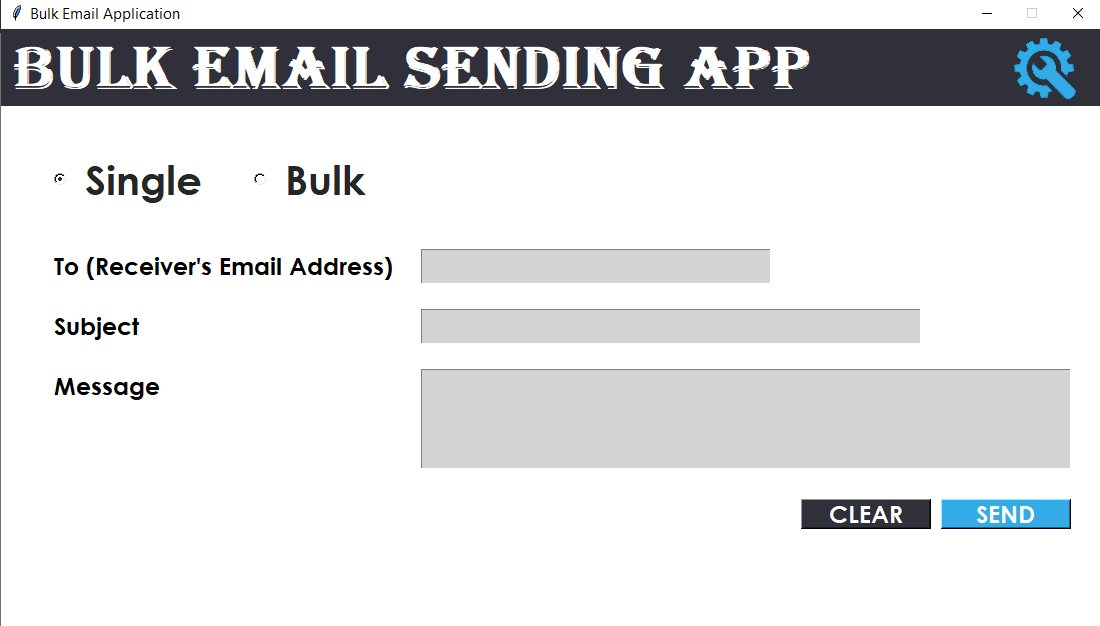 Bulk Email Application
BULK EMAIL SENDING APP
Single Bulk
To (Receiver's Email Address)
Subject
Message
CLEAR SEND